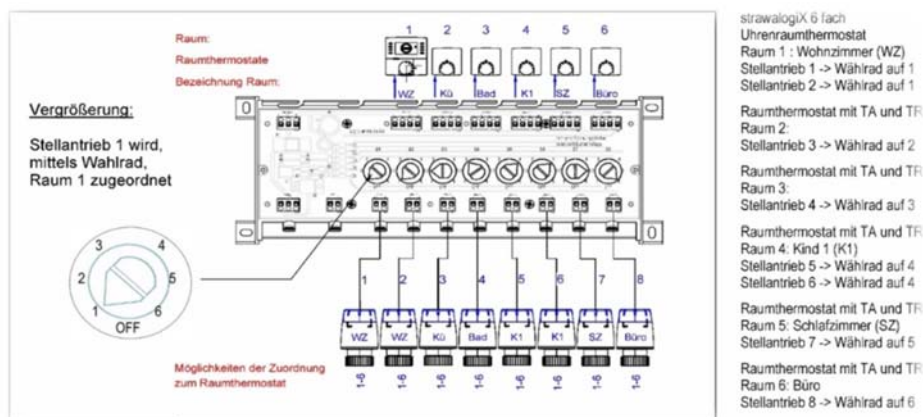 Raum:
1 2 3 4 5 6
Raumthermostate
Bezeichnung Raum:
WZ Kü Bad K1 SZ Büro
Vergrößerung:
Stellantrieb 1 wird,
mittels Wahlrad,
Raum 1 zugeordnet
3 4
2 5
1 6
OFF
1 2 3 4 5 6 7 8
WZ WZ Kü Bad K1 K1 SZ Büro
Möglichkeiten der Zuordnung
zum Raumthermostat
1-6 1-6 1-6 1-6 1-6 1-6 1-6 1-6
strawalogiX 6 fach
Uhrenraumthermostat
Raum 1 : Wohnzimmer (WZ)
Stellantrieb 1 -> Wählrad auf 1
Stellantrieb 2 -> Wählrad auf 1
Raumthermostat mit TA und TR
Raum 2:
Stellantrieb 3 -> Wählrad auf 2
Raumthermostat mit TA und TR
Raum 3:
Stellantrieb 4 -> Wählrad auf 3
Raumthermostat mit TA und TR
Raum 4: Kind 1 (K1)
Stellantrieb 5 -> Wählrad auf 4
Stellantrieb 6 -> Wählrad auf 4
Raumthermostat mit TA und TR
Raum 5: Schlafzimmer (SZ)
Stellantrieb 7 -> Wählrad auf 5
Raumthermostat mit TA und TR
Raum 6: Büro
Stellantrieb 8 -> Wählrad auf 6